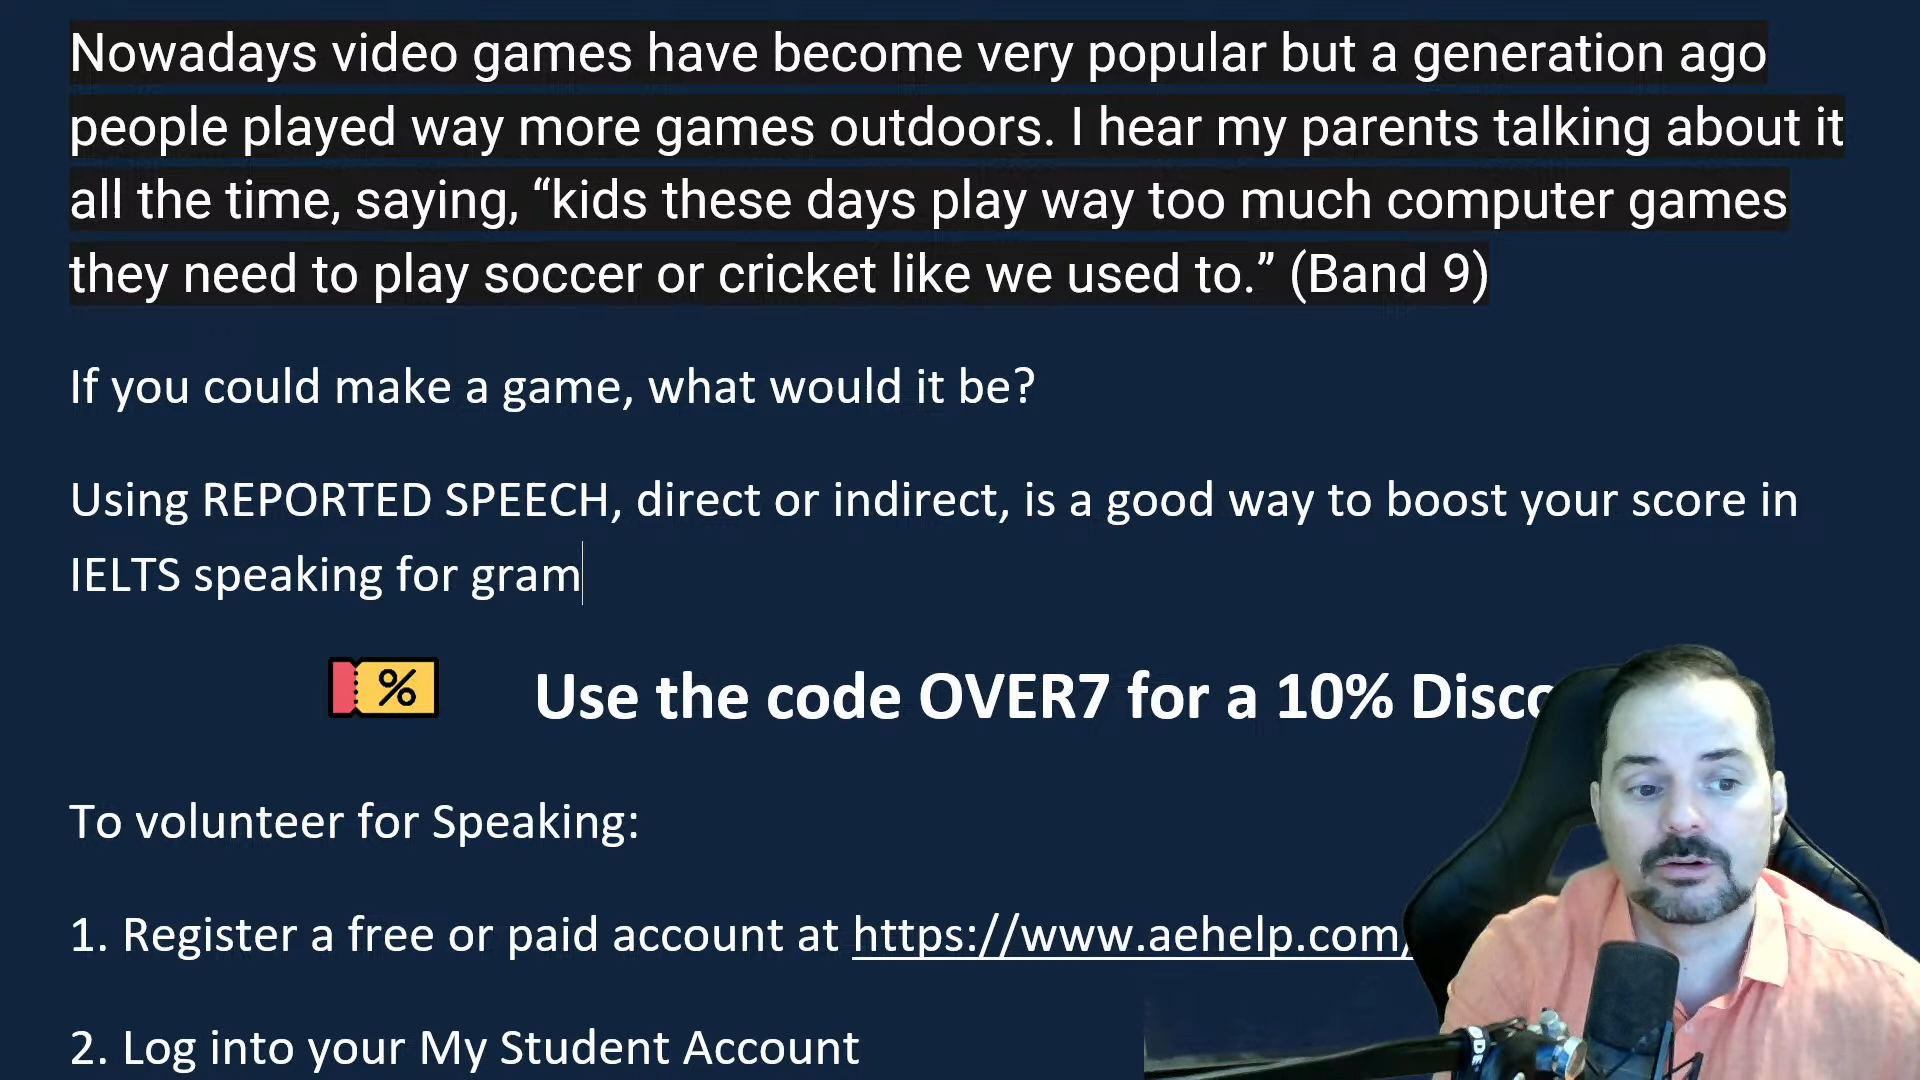 Nowadays video games have become very popular but a generation ago
people played way more games outdoors. I hear my parents talking about it
all the time, saying, “kids these days play way too much computer games
they need to play soccer or cricket like we used to.” (Band 9)
If you could make a game, what would it be?
Using REPORTED SPEECH, direct or indirect, is a good way to boost your score in
IELTS speaking for gram
% Use the code OVER7 for a 10%
To volunteer for Speaking:
1. Register a free or paid account at https://www.aehelp.com/
2. Log into your My Student Account